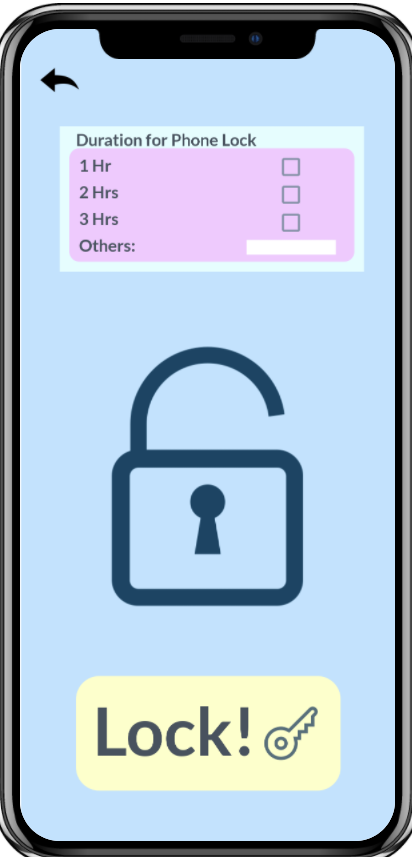 Duration for Phone Lock
1 Hr
2 Hrs
3 Hrs
Others:
Lock!